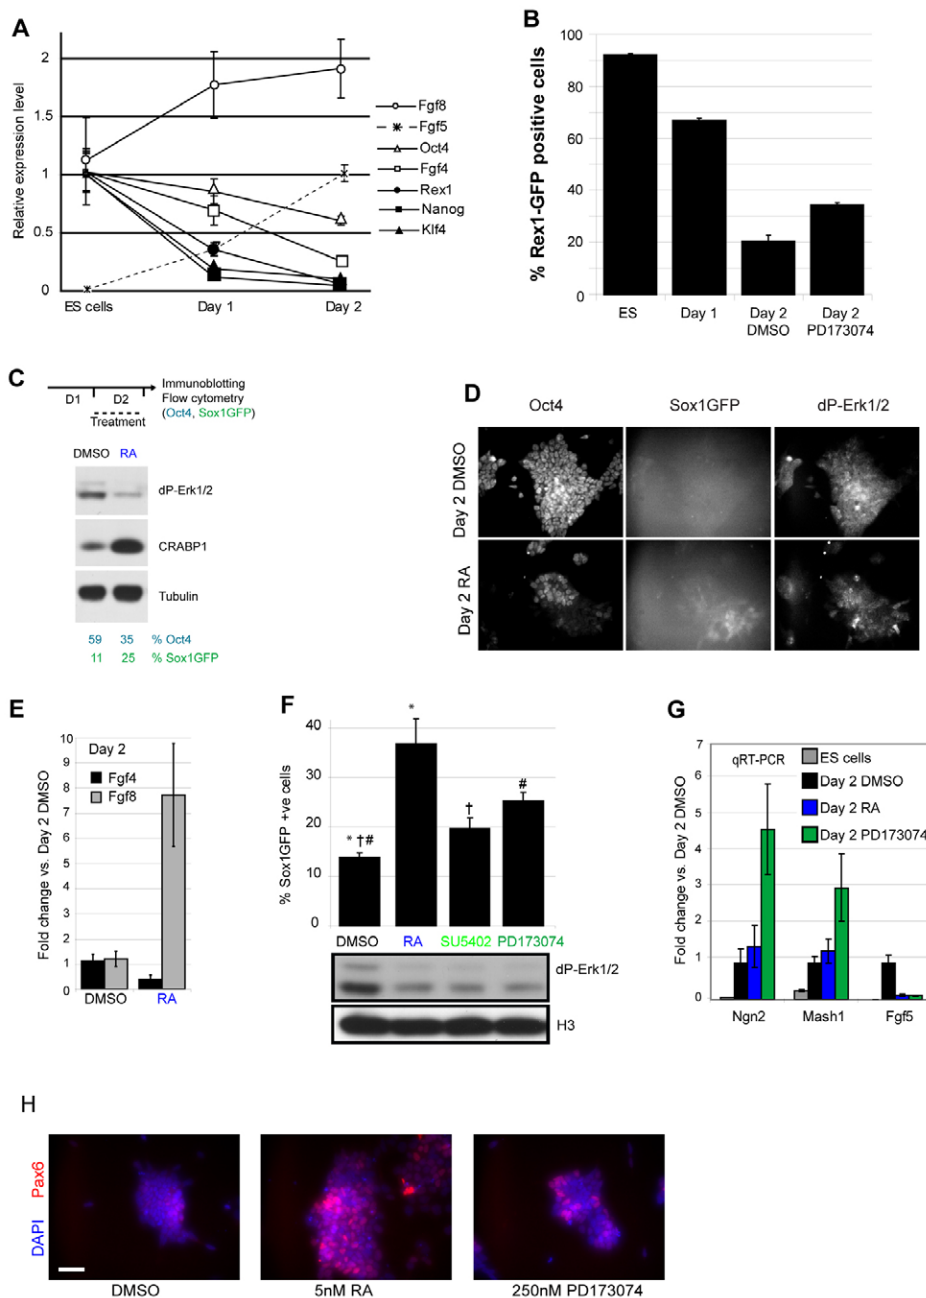 A
Relative expression level
2
1.5
1
0.5
0
ES cells
Day 1
Day 2
Fgf8
Fgf5
Oct4
Fgf4
Rex1
Nanog
Klf4
B
% Rex1-GFP positive cells
100
80
60
40
20
0
ES
Day 1
Day 2
DMSO
Day 2
PD173074
C
D1
D2
Treatment
Immunoblotting
Flow cytometry
(Oct4, Sox1GFP)
DMSO RA
dP-Erk1/2
CRABP1
Tubulin
59 35 % Oct4
11 25 % Sox1GFP
D
Oct4
Sox1GFP
dP-Erk1/2
Day 2 DMSO
Day 2 RA
E
Fold change vs. Day 2 DMSO
10
9
8
7
6
5
4
3
2
1
0
Day 2
Fgf4
Fgf8
DMSO
RA
F
% Sox1GFP +ve cells
40
30
20
10
0
* †#
*
†
#
DMSO
RA
SU5402
PD173074
dP-Erk1/2
H3
G
Fold change vs. Day 2 DMSO
7
6
5
4
3
2
1
0
qRT-PCR
ES cells
Day 2 DMSO
Day 2 RA
Day 2 PD173074
Ngn2
Mash1
Fgf5
H
DAPI Pax6
DMSO
5nM RA
250nM PD173074